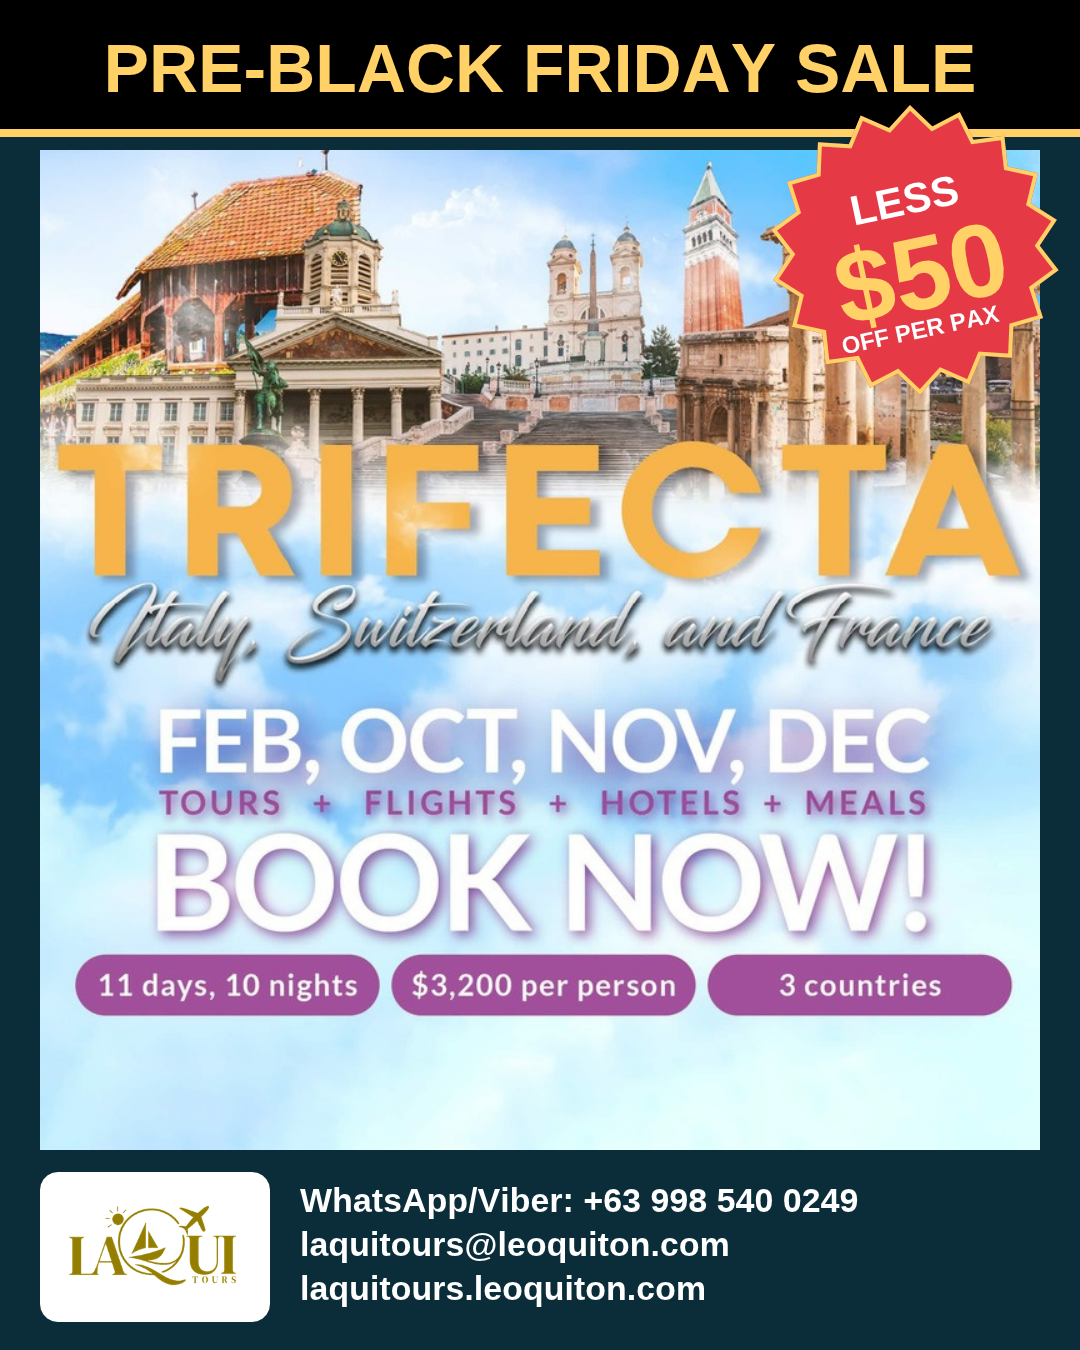 PRE-BLACK FRIDAY SALE
LESS
$50
OFF PER PAX
TRIFECTA
Italy, Switzerland, and France
FEB, OCT, NOV, DEC
TOURS + FLIGHTS + HOTELS + MEALS
BOOK NOW!
11 days, 10 nights
$3,200 per person
3 countries
LAQUI
TOURS
WhatsApp/Viber: +63 998 540 0249
laquitours@leoquiton.com
laquitours.leoquiton.com